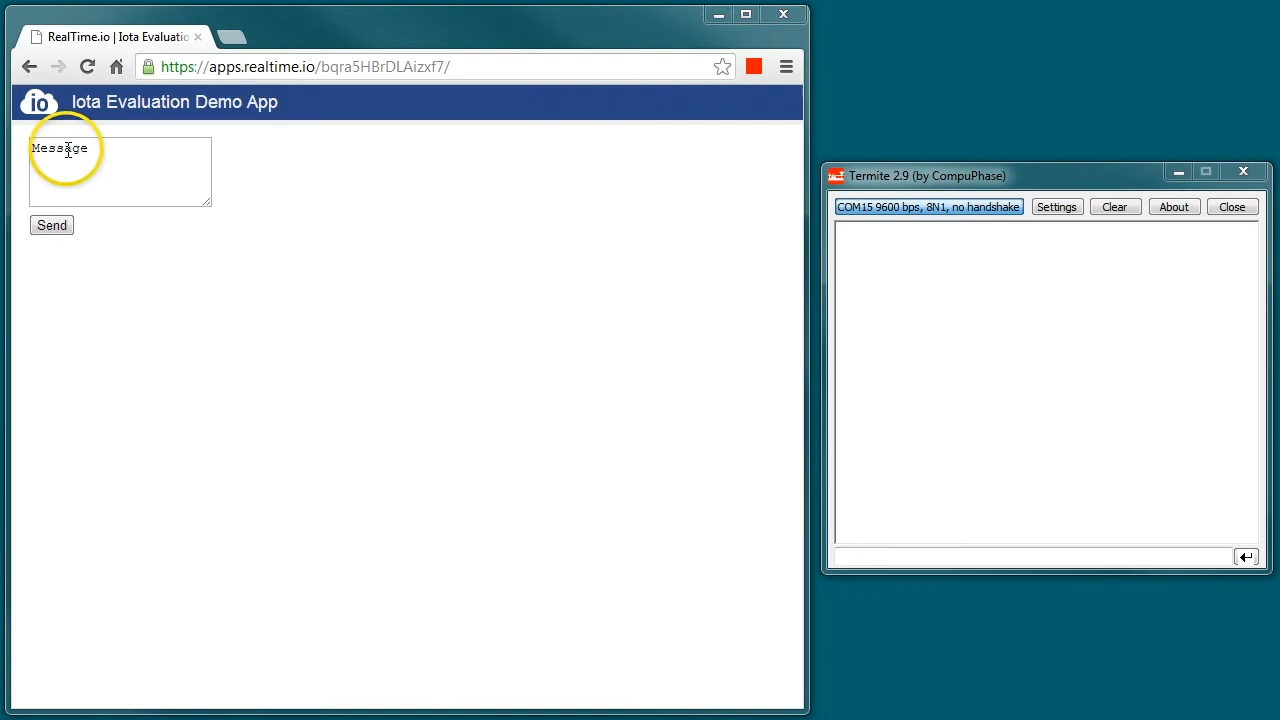 RealTime.io | Iota Evaluatio
https://apps.realtime.io/bqra5HBrDLAizxf7/
io Iota Evaluation Demo App
Message
Send
Termite 2.9 (by CompuPhase)
COM15 9600 bps, 8N1, no handshake Settings Clear About Close